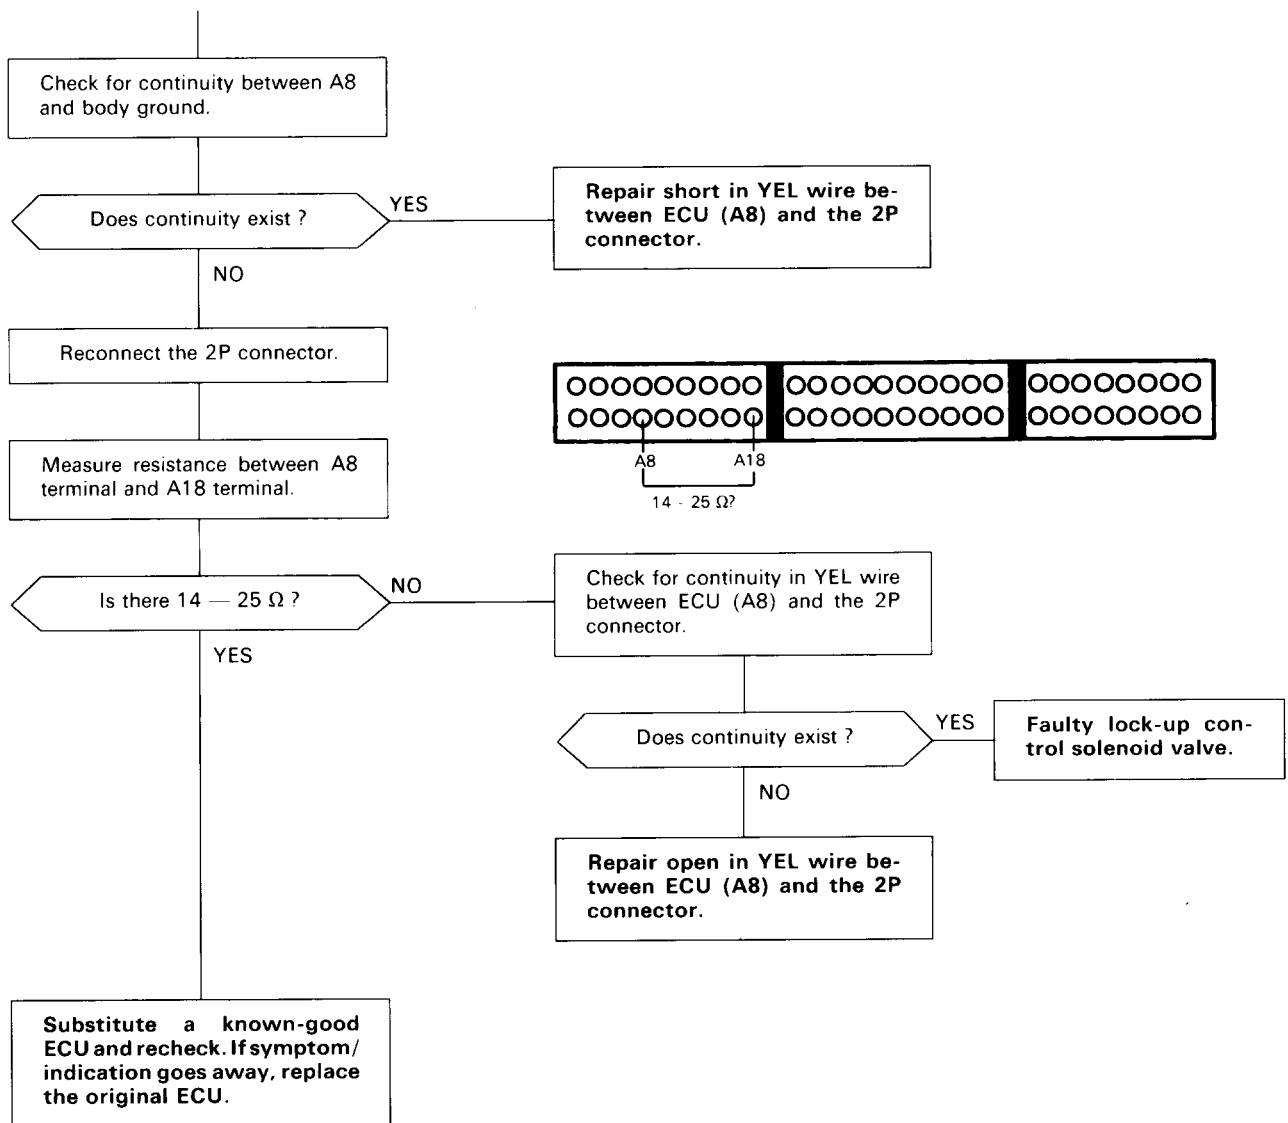 Check for continuity between A8
and body ground.
Does continuity exist ?
YES
Repair short in YEL wire be-
tween ECU (A8) and the 2P
connector.
NO
Reconnect the 2P connector.
Measure resistance between A8
terminal and A18 terminal.
A8
A18
14 - 25 Ω?
Is there 14 — 25 Ω ?
NO
Check for continuity in YEL wire
between ECU (A8) and the 2P
connector.
YES
Does continuity exist ?
YES
Faulty lock-up con-
trol solenoid valve.
NO
Repair open in YEL wire be-
tween ECU (A8) and the 2P
connector.
Substitute a known-good
ECU and recheck. If symptom/
indication goes away, replace
the original ECU.